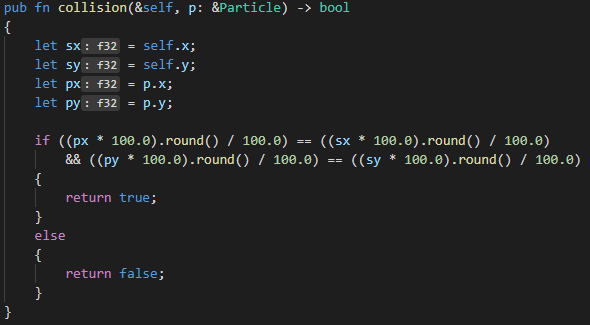 pub fn collision(&self, p: &Particle) -> bool
{
    let sx: f32 = self.x;
    let sy: f32 = self.y;
    let px: f32 = p.x;
    let py: f32 = p.y;

    if ((px * 100.0).round() / 100.0) == ((sx * 100.0).round() / 100.0)
        && ((py * 100.0).round() / 100.0) == ((sy * 100.0).round() / 100.0)
    {
        return true;
    }
    else
    {
        return false;
    }
}